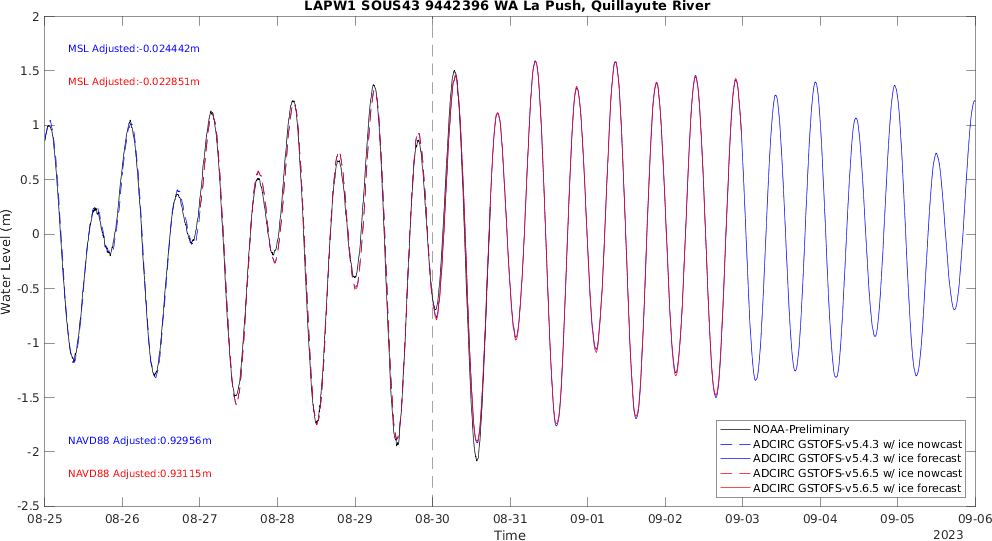 LAPW1 SOUS43 9442396 WA La Push, Quillayute River
MSL Adjusted:-0.024442m
MSL Adjusted:-0.022851m
NAVD88 Adjusted:0.92956m
NAVD88 Adjusted:0.93115m
Water Level (m)
2
1.5
1
0.5
0
-0.5
-1
-1.5
-2
-2.5
NOAA-Preliminary
ADCIRC GSTOFS-v5.4.3 w/ ice nowcast
ADCIRC GSTOFS-v5.4.3 w/ ice forecast
ADCIRC GSTOFS-v5.6.5 w/ ice nowcast
ADCIRC GSTOFS-v5.6.5 w/ ice forecast
08-25 08-26 08-27 08-28 08-29 08-30 08-31 09-01 09-02 09-03 09-04 09-05 09-06
Time
2023